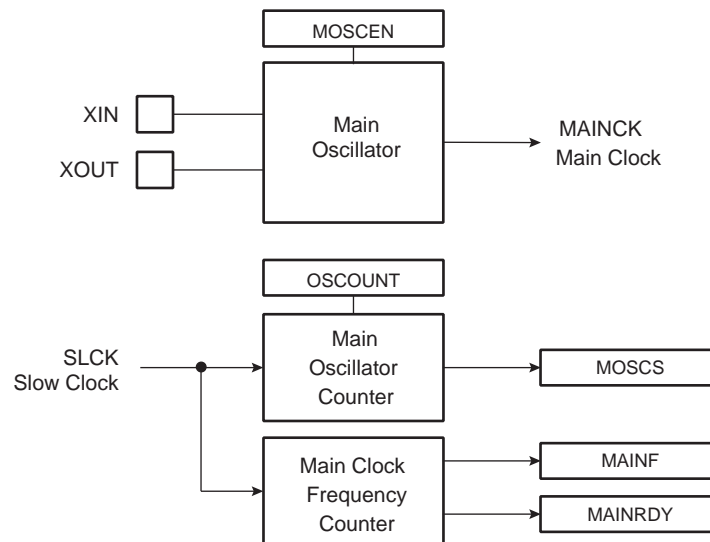 MOSCEN
XIN
XOUT
Main
Oscillator
MAINCK
Main Clock
OSCOUNT
SLCK
Slow Clock
Main
Oscillator
Counter
MOSCS
Main Clock
Frequency
Counter
MAINF
MAINRDY